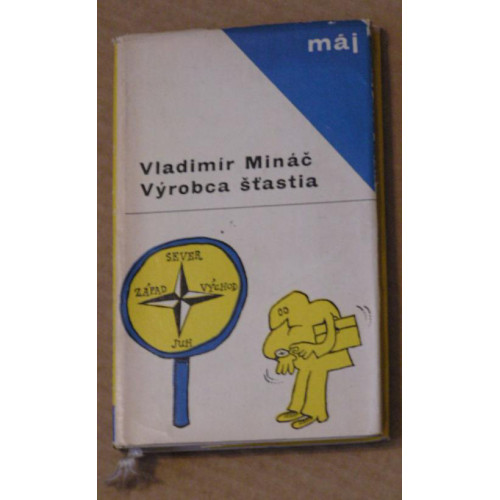 máj
Vladimír Mináč
Výrobca šťastia
SEVER
ZÁPAD VÝCHOD
JUH